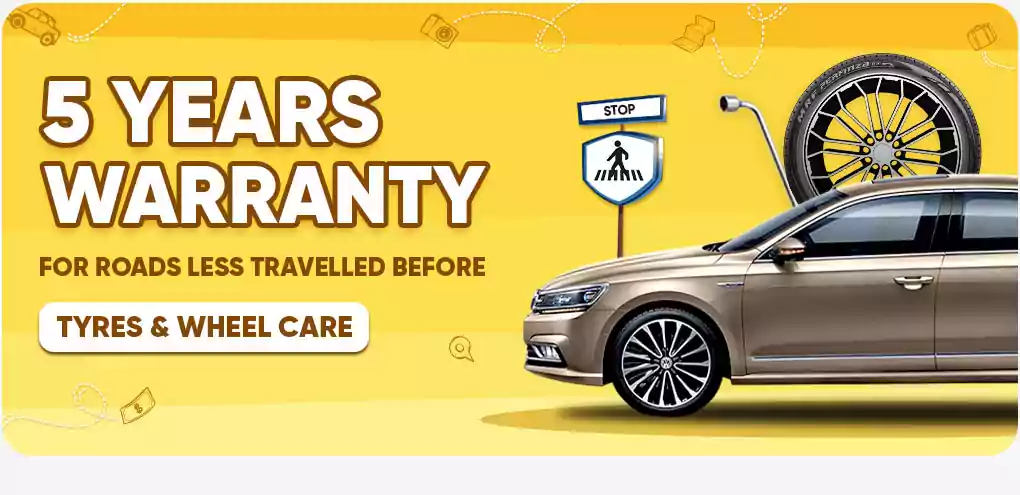 5 YEARS
WARRANTY
FOR ROADS LESS TRAVELLED BEFORE
TYRES & WHEEL CARE
STOP